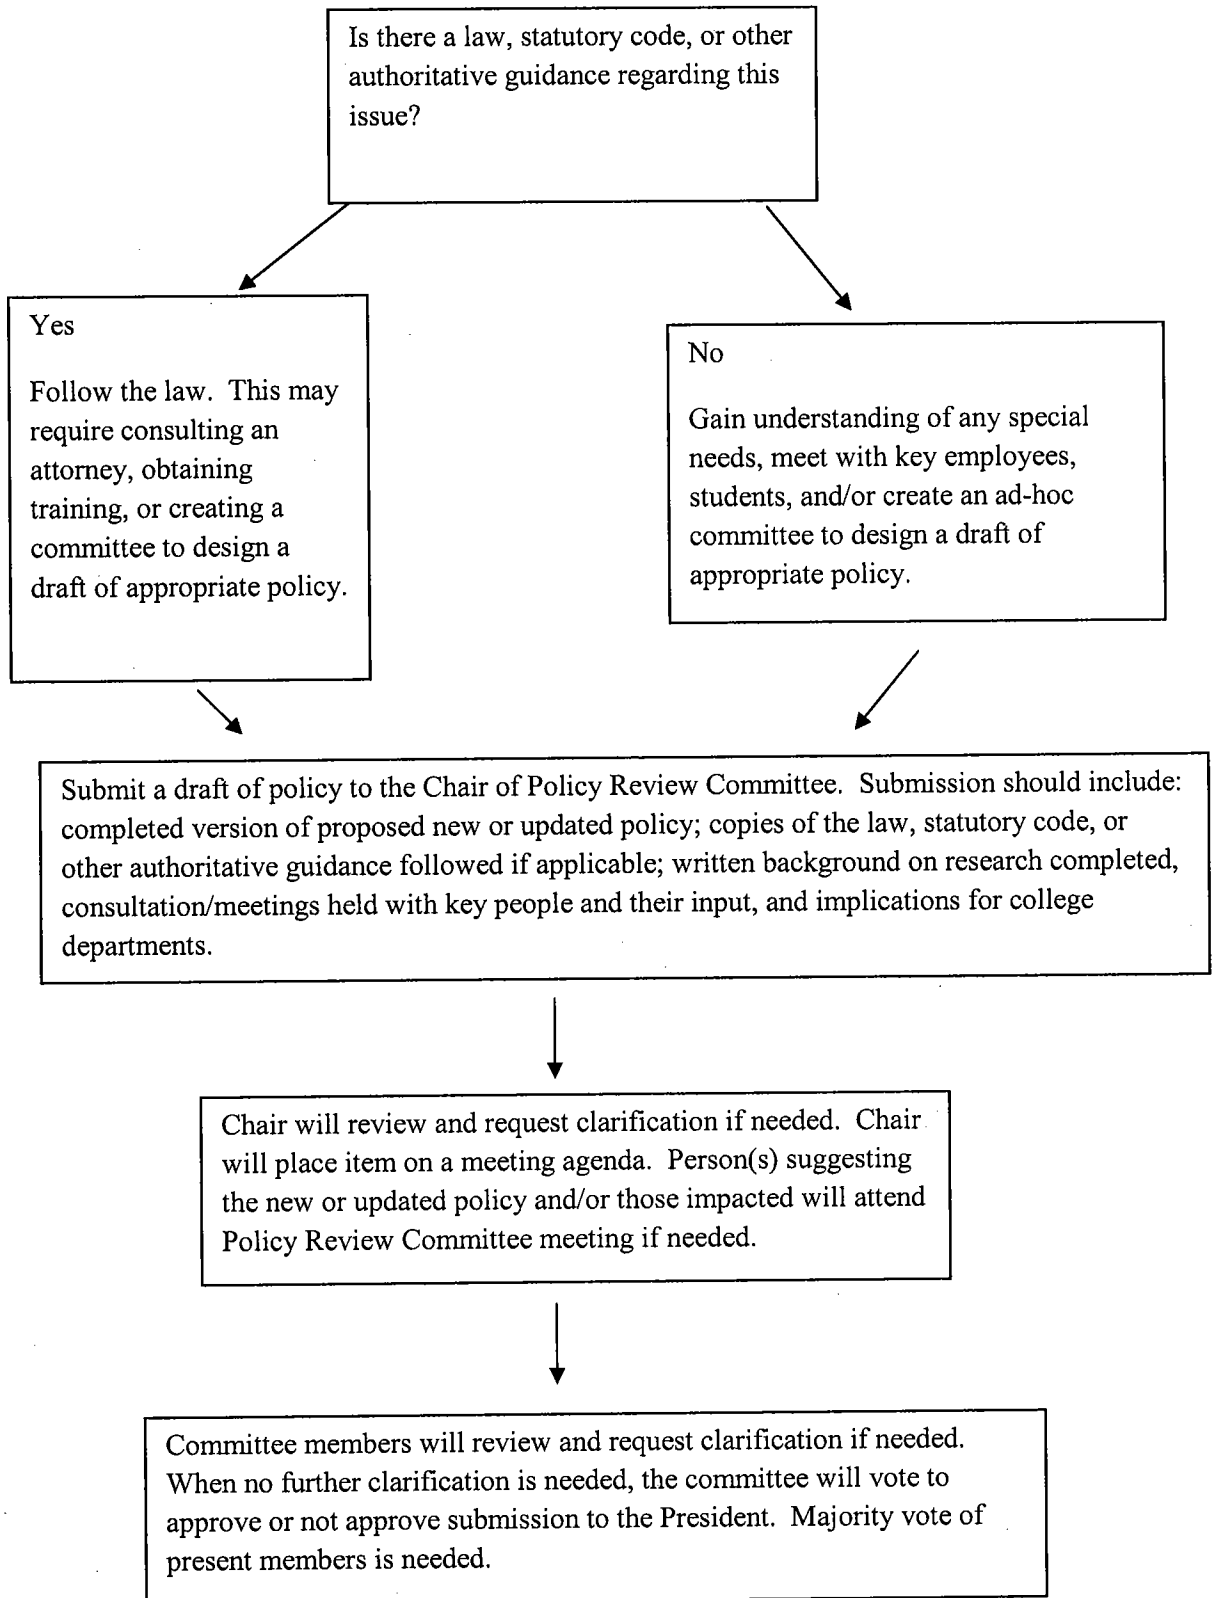 Is there a law, statutory code, or other
authoritative guidance regarding this
issue?
Yes
Follow the law. This may
require consulting an
attorney, obtaining
training, or creating a
committee to design a
draft of appropriate policy.
No
Gain understanding of any special
needs, meet with key employees,
students, and/or create an ad-hoc
committee to design a draft of
appropriate policy.
Submit a draft of policy to the Chair of Policy Review Committee. Submission should include:
completed version of proposed new or updated policy; copies of the law, statutory code, or
other authoritative guidance followed if applicable; written background on research completed,
consultation/meetings held with key people and their input, and implications for college
departments.
Chair will review and request clarification if needed. Chair
will place item on a meeting agenda. Person(s) suggesting
the new or updated policy and/or those impacted will attend
Policy Review Committee meeting if needed.
Committee members will review and request clarification if needed.
When no further clarification is needed, the committee will vote to
approve or not approve submission to the President. Majority vote of
present members is needed.